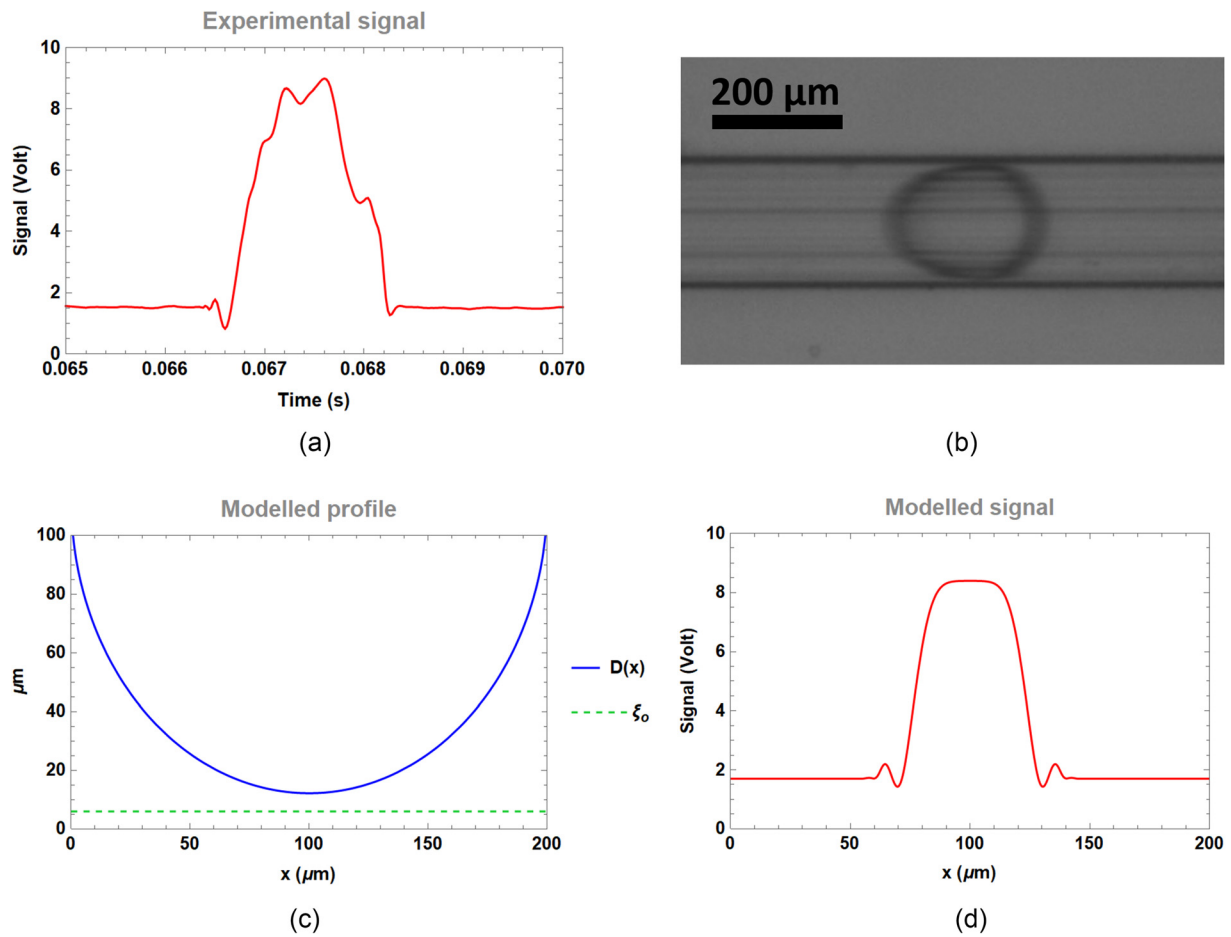 Experimental signal
10
8
6
4
2
0
Signal (Volt)
0.065 0.066 0.067 0.068 0.069 0.070
Time (s)
(a)
200 µm
(b)
Modelled profile
100
80
60
40
20
0
µm
0 50 100 150 200
x (µm)
D(x)
ξo
(c)
Modelled signal
10
8
6
4
2
0
Signal (Volt)
0 50 100 150 200
x (µm)
(d)